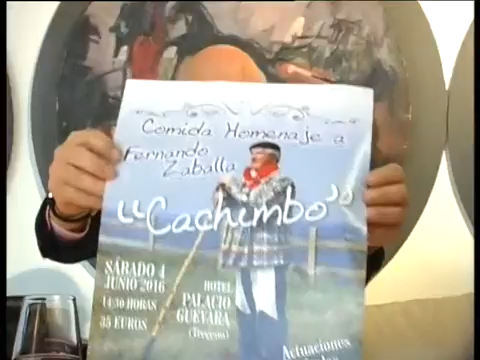 Comida Homenaje a
Fernando
Zaballa
"Cachimbo"
SÁBADO 4
JUNIO 2016
14:30 HORAS
35 EUROS
HOTEL
PALACIO
GUEVARA
(Treceño)
Actuaciones